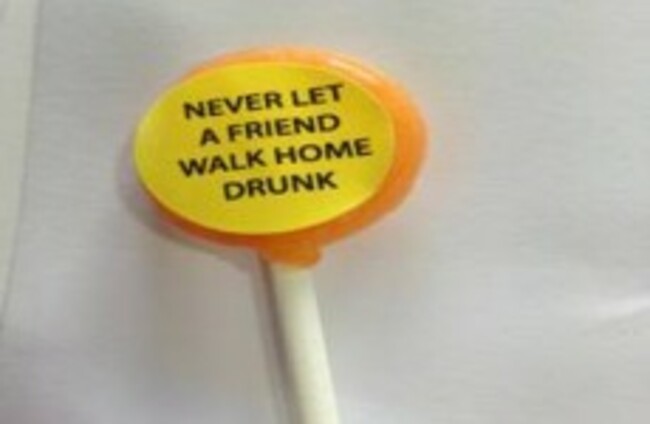 NEVER LET
A FRIEND
WALK HOME
DRUNK